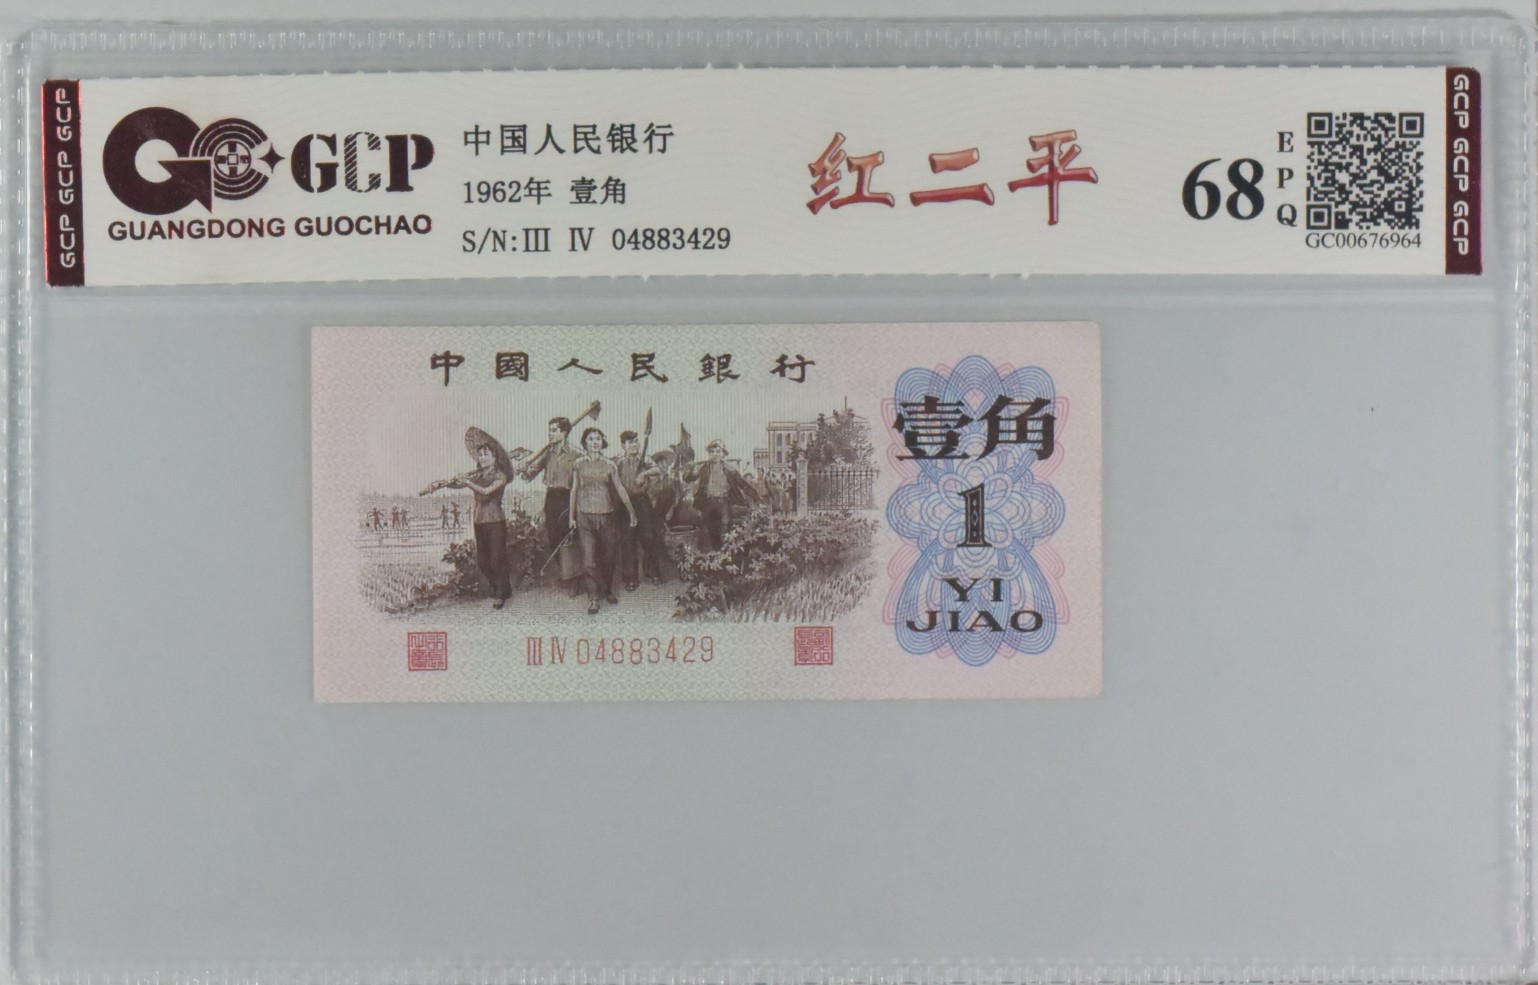 GCP GCP GCP
GCP
GUANGDONG GUOCHAO
中国人民银行
1962年 壹角
S/N:III IV 04883429
红二平
68
EPQ
GC00676964
GCP GCP GCP
中國人民銀行
壹角
1
YI
JIAO
III IV 04883429